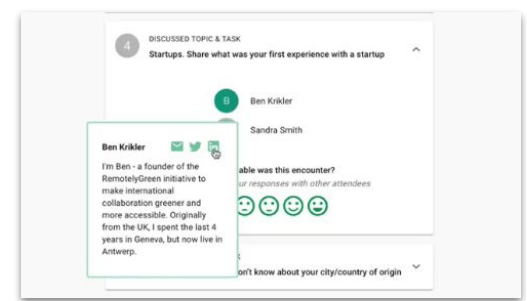 4
DISCUSSED TOPIC & TASK
Startups. Share what was your first experience with a startup
B
Ben Krikler
Sandra Smith
Ben Krikler
I'm Ben - a founder of the
RemotelyGreen initiative to
make international
collaboration greener and
more accessible. Originally
from the UK, I spent the last 4
years in Geneva, but now live in
Antwerp.
able was this encounter?
ur responses with other attendees
on't know about your city/country of origin